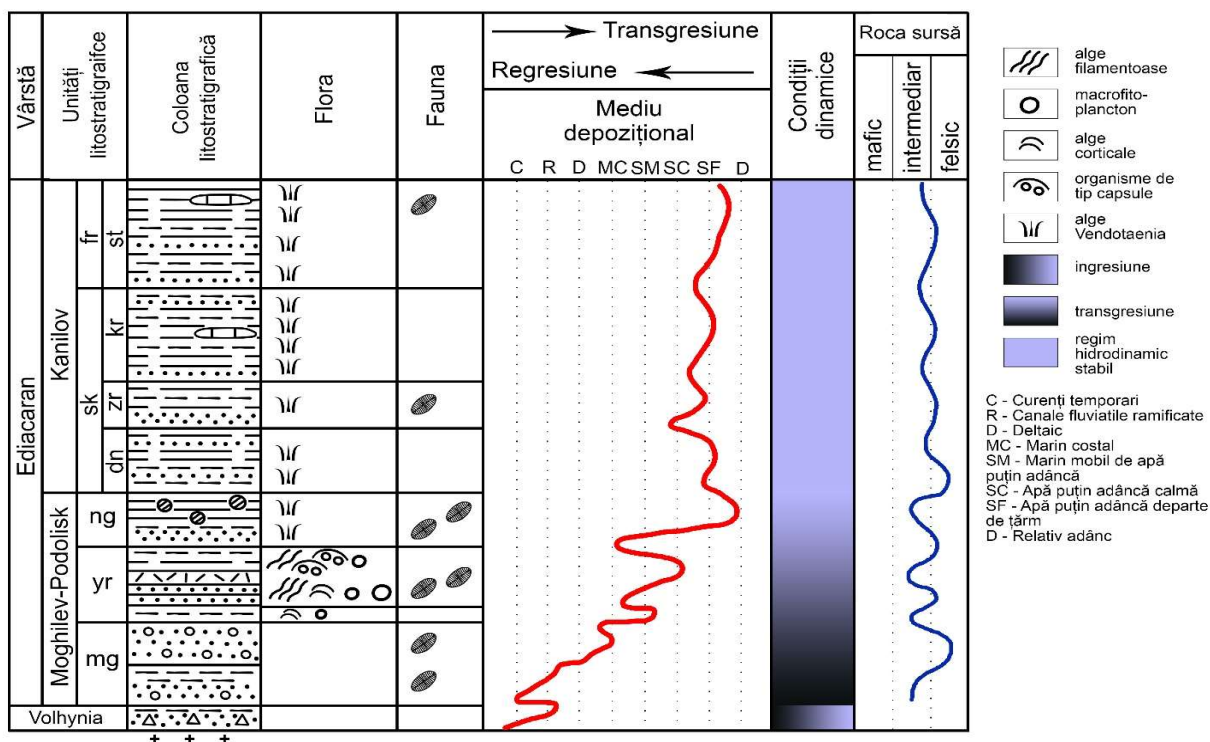 Vârstă
Unități
litostratigraifce
Coloana
litostratigrafică
Flora
Fauna
Transgresiune
Regresiune
Mediu
depozițional
C R D MC SM SC SF D
Condiții
dinamice
Roca sursă
mafic
intermediar
felsic
Ediacaran
Kanilov
fr
st
sk
kr
zr
dn
Moghilev-Podolisk
ng
yr
mg
Volhynia
alge
filamentoase
macrofito-
plancton
alge
corticale
organisme de
tip capsule
alge
Vendotaenia
ingresiune
transgresiune
regim
hidrodinamic
stabil
C - Curenți temporari
R - Canale fluviatile ramificate
D - Deltaic
MC - Marin costal
SM - Marin mobil de apă
puțin adâncă
SC - Apă puțin adâncă calmă
SF - Apă puțin adâncă departe
de țărm
D - Relativ adânc